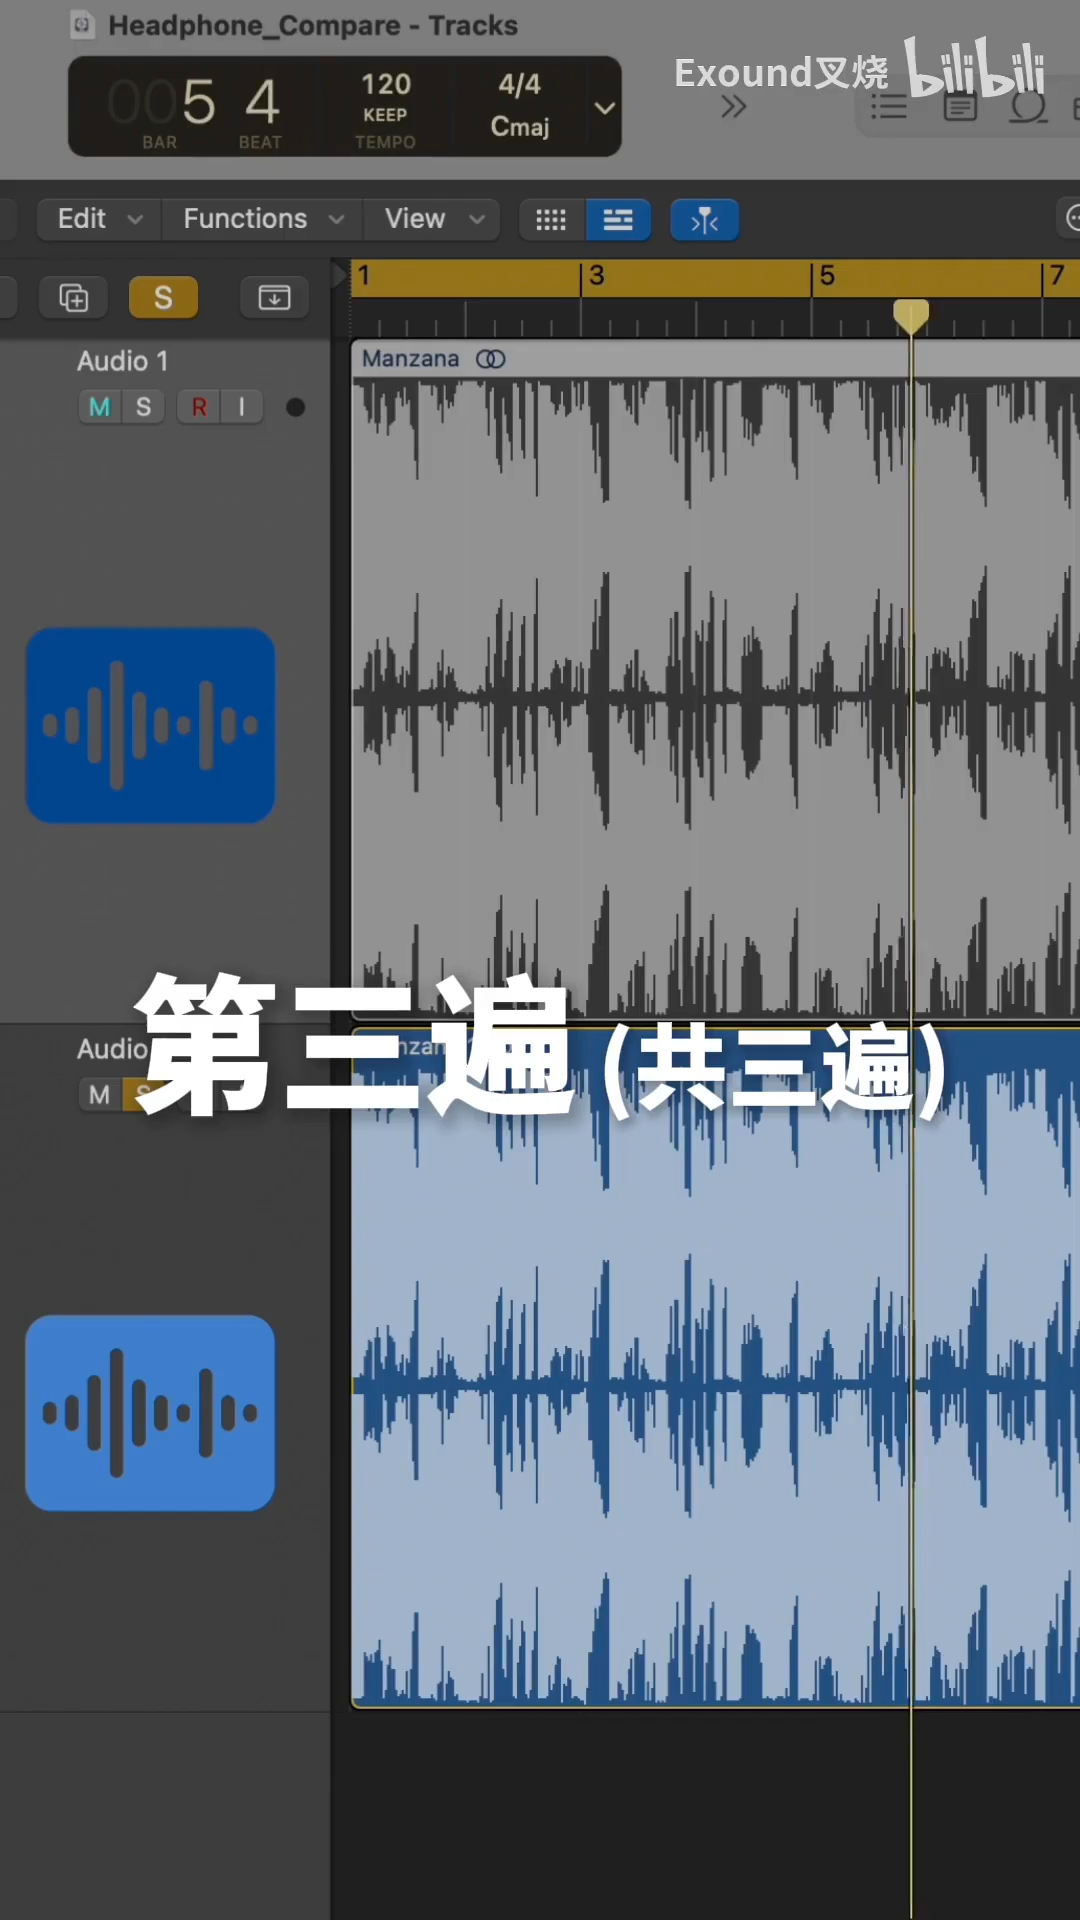 Headphone_Compare - Tracks
Exound叉烧 bilibili
005 4 120 4/4
KEEP Cmaj
BAR BEAT TEMPO
Edit Functions View
S 1 3 5 7
Audio 1 Manzana
M S R I
第三遍 (共三遍)
Audio
M S